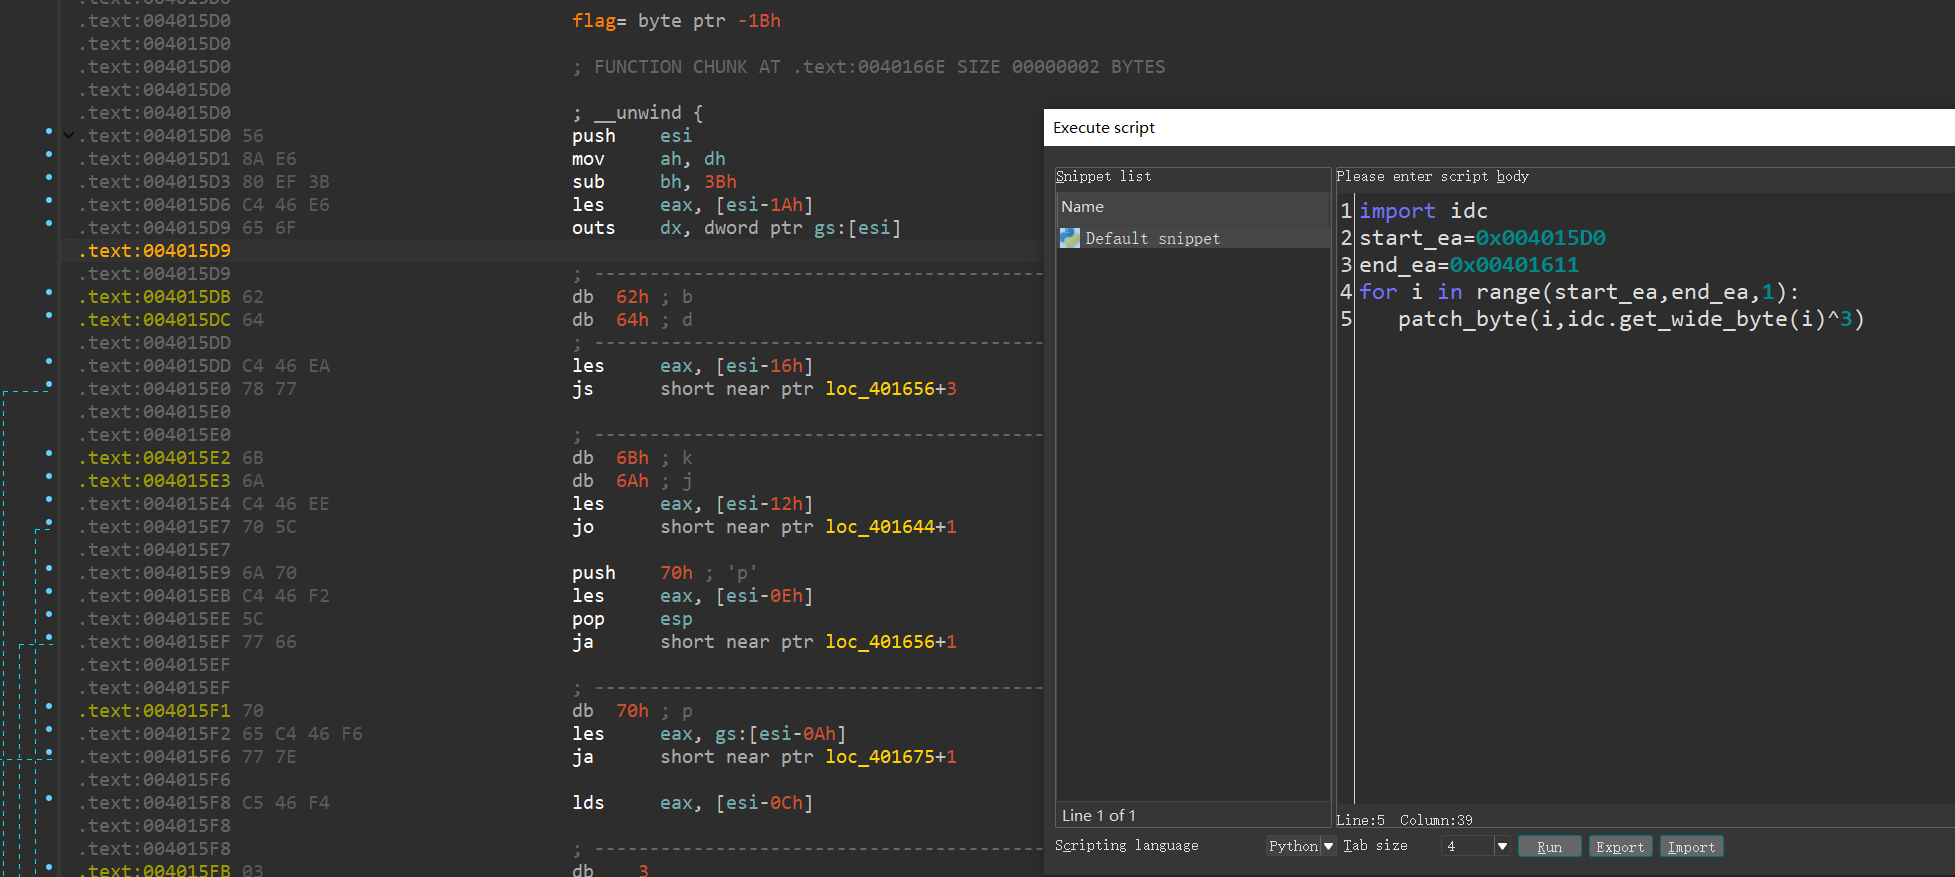 .text:004015D0
.text:004015D0 flag= byte ptr -1Bh
.text:004015D0
.text:004015D0 ; FUNCTION CHUNK AT .text:0040166E SIZE 00000002 BYTES
.text:004015D0
.text:004015D0 ; __unwind {
.text:004015D0 56 push esi
.text:004015D1 8A E6 mov ah, dh
.text:004015D3 80 EF 3B sub bh, 3Bh
.text:004015D6 C4 46 E6 les eax, [esi-1Ah]
.text:004015D9 65 6F outs dx, dword ptr gs:[esi]
.text:004015D9
.text:004015D9 ; -----------------------------------------
.text:004015DB 62 db 62h ; b
.text:004015DC 64 db 64h ; d
.text:004015DD ; -----------------------------------------
.text:004015DD C4 46 EA les eax, [esi-16h]
.text:004015E0 78 77 js short near ptr loc_401656+3
.text:004015E0
.text:004015E0 ; -----------------------------------------
.text:004015E2 6B db 6Bh ; k
.text:004015E3 6A db 6Ah ; j
.text:004015E4 C4 46 EE les eax, [esi-12h]
.text:004015E7 70 5C jo short near ptr loc_401644+1
.text:004015E7
.text:004015E9 6A 70 push 70h ; 'p'
.text:004015EB C4 46 F2 les eax, [esi-0Eh]
.text:004015EE 5C pop esp
.text:004015EF 77 66 ja short near ptr loc_401656+1
.text:004015EF
.text:004015EF ; -----------------------------------------
.text:004015F1 70 db 70h ; p
.text:004015F2 65 C4 46 F6 les eax, gs:[esi-0Ah]
.text:004015F6 77 7E ja short near ptr loc_401675+1
.text:004015F6
.text:004015F8 C5 46 F4 lds eax, [esi-0Ch]
.text:004015F8
.text:004015F8 ; -----------------------------------------
.text:004015FB 03 db 3
Execute script
Snippet list
Name
Default snippet
Line 1 of 1
Please enter script body
1 import idc
2 start_ea=0x004015D0
3 end_ea=0x00401611
4 for i in range(start_ea,end_ea,1):
5 patch_byte(i,idc.get_wide_byte(i)^3)
Line:5 Column:39
Scripting language Python Tab size 4 Run Export Import